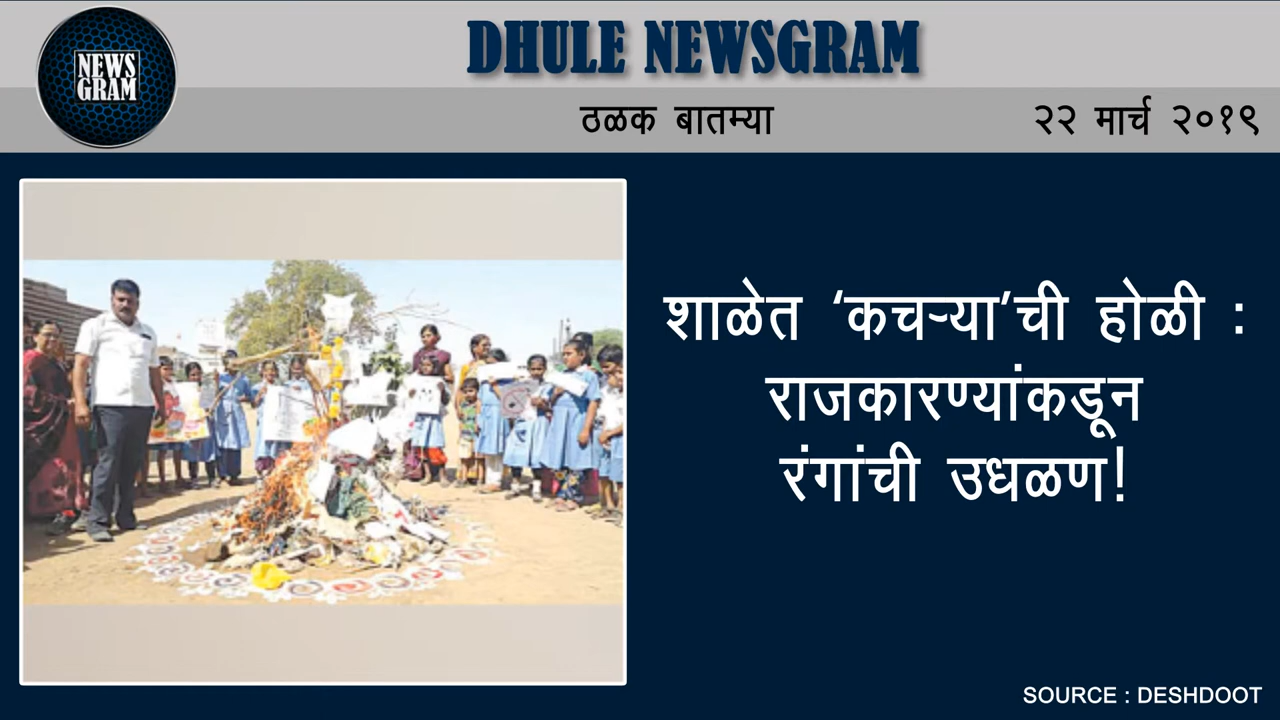 NEWS
GRAM
DHULE NEWSGRAM
ठळक बातम्या
२२ मार्च २०१९
शाळेत ‘कचऱ्या’ची होळी :
राजकारण्यांकडून
रंगांची उधळण!
SOURCE : DESHDOOT